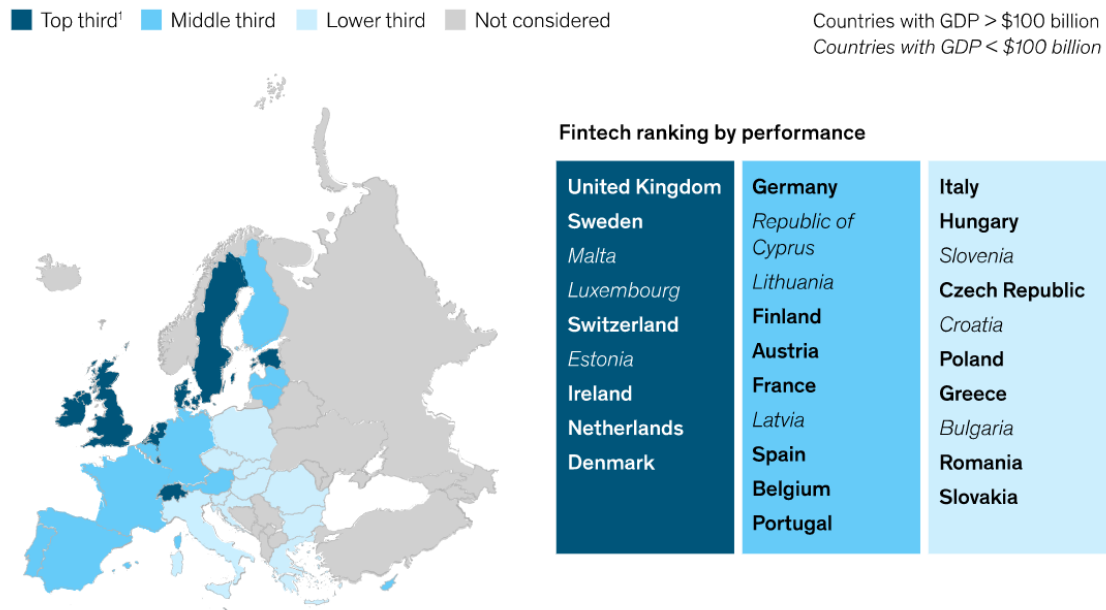 Top third¹
Middle third
Lower third
Not considered
Countries with GDP > $100 billion
Countries with GDP < $100 billion
Fintech ranking by performance
United Kingdom
Sweden
Malta
Luxembourg
Switzerland
Estonia
Ireland
Netherlands
Denmark
Germany
Republic of
Cyprus
Lithuania
Finland
Austria
France
Latvia
Spain
Belgium
Portugal
Italy
Hungary
Slovenia
Czech Republic
Croatia
Poland
Greece
Bulgaria
Romania
Slovakia